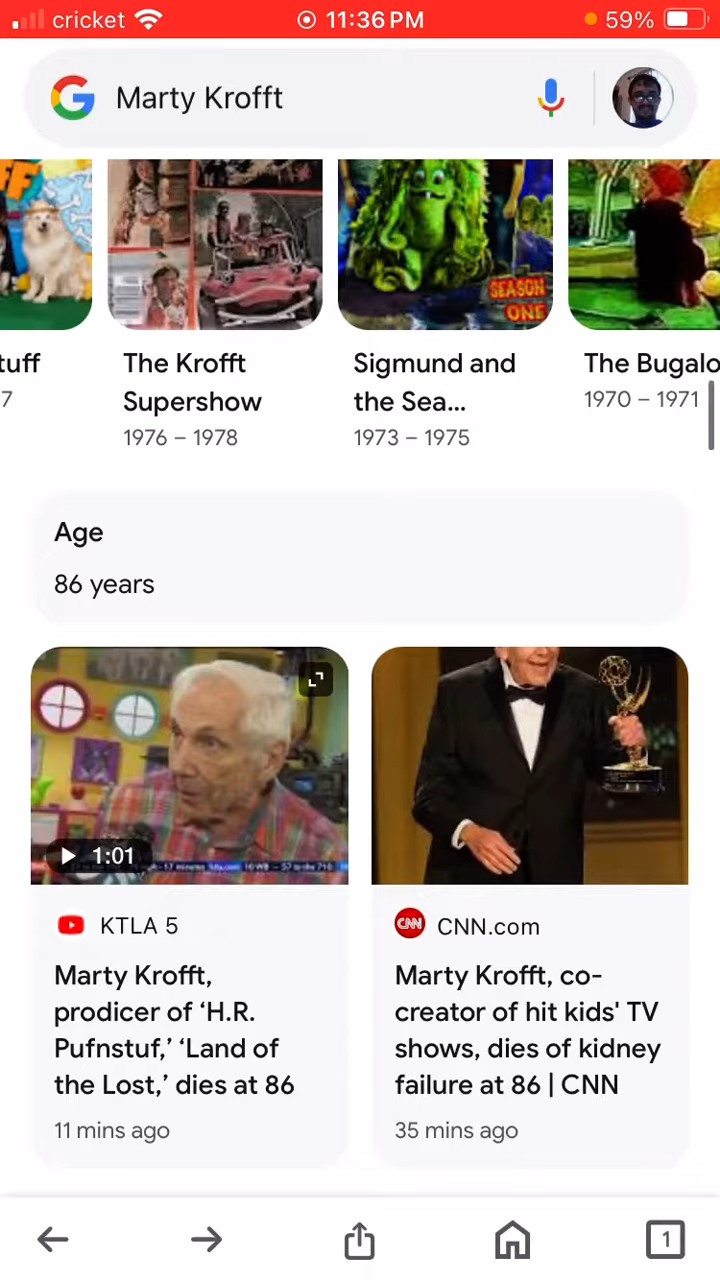 cricket 11:36 PM 59%
Marty Krofft
FF
SEASON
ONE
tuff
7
The Krofft
Supershow
1976 – 1978
Sigmund and
the Sea...
1973 – 1975
The Bugalo
1970 – 1971
Age
86 years
1:01
KTLA 5
Marty Krofft,
prodicer of ‘H.R.
Pufnstuf,’ ‘Land of
the Lost,’ dies at 86
11 mins ago
CNN
CNN.com
Marty Krofft, co-
creator of hit kids' TV
shows, dies of kidney
failure at 86 | CNN
35 mins ago
1